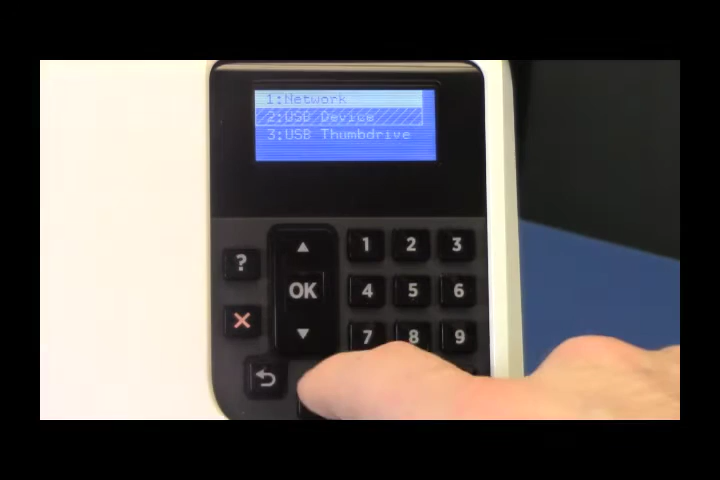 1:Network
2:USB Device
3:USB Thumbdrive
1 2 3
?
OK
4 5 6
7 8 9